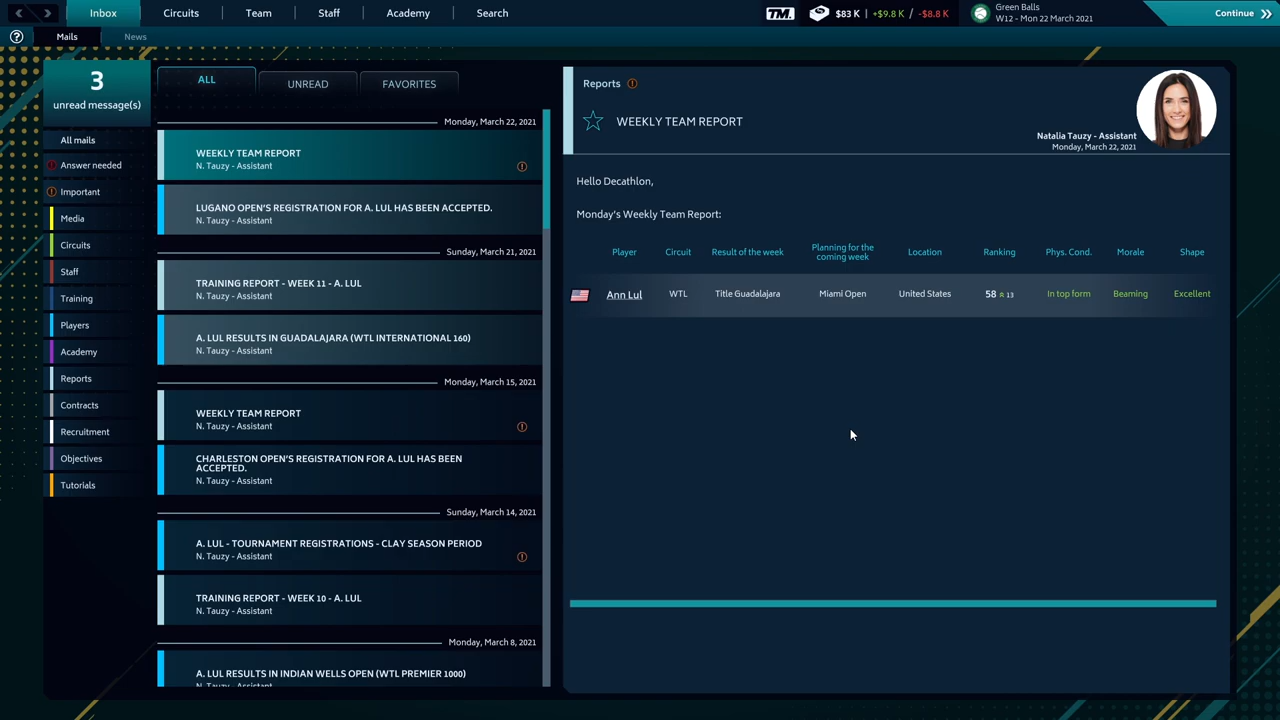 Inbox
Circuits
Team
Staff
Academy
Search
TM.
$83 K | +$9.8 K / -$8.8 K
Green Balls
W12 - Mon 22 March 2021
Continue
?
Mails
News
3
unread message(s)
All mails
Answer needed
Important
Media
Circuits
Staff
Training
Players
Academy
Reports
Contracts
Recruitment
Objectives
Tutorials
ALL
UNREAD
FAVORITES
Monday, March 22, 2021
WEEKLY TEAM REPORT
N. Tauzy - Assistant
LUGANO OPEN'S REGISTRATION FOR A. LUL HAS BEEN ACCEPTED.
N. Tauzy - Assistant
Sunday, March 21, 2021
TRAINING REPORT - WEEK 11 - A. LUL
N. Tauzy - Assistant
A. LUL RESULTS IN GUADALAJARA (WTL INTERNATIONAL 160)
N. Tauzy - Assistant
Monday, March 15, 2021
WEEKLY TEAM REPORT
N. Tauzy - Assistant
CHARLESTON OPEN'S REGISTRATION FOR A. LUL HAS BEEN
ACCEPTED.
N. Tauzy - Assistant
Sunday, March 14, 2021
A. LUL - TOURNAMENT REGISTRATIONS - CLAY SEASON PERIOD
N. Tauzy - Assistant
TRAINING REPORT - WEEK 10 - A. LUL
N. Tauzy - Assistant
Monday, March 8, 2021
A. LUL RESULTS IN INDIAN WELLS OPEN (WTL PREMIER 1000)
N. Tauzy - Assistant
Reports
WEEKLY TEAM REPORT
Natalia Tauzy - Assistant
Monday, March 22, 2021
Hello Decathlon,
Monday's Weekly Team Report:
Player
Circuit
Result of the week
Planning for the
coming week
Location
Ranking
Phys. Cond.
Morale
Shape
Ann Lul
WTL
Title Guadalajara
Miami Open
United States
58 13
In top form
Beaming
Excellent